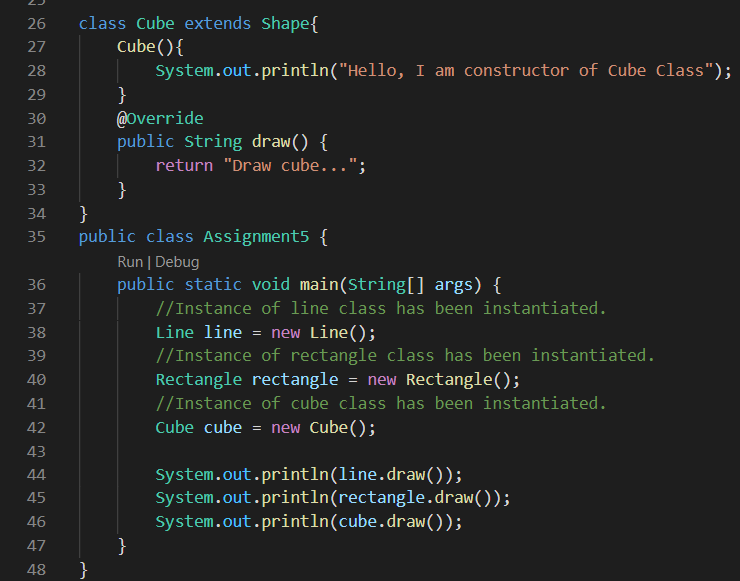 25
26 class Cube extends Shape{
27 Cube(){
28 System.out.println("Hello, I am constructor of Cube Class");
29 }
30 @Override
31 public String draw() {
32 return "Draw cube...";
33 }
34 }
35 public class Assignment5 {
Run | Debug
36 public static void main(String[] args) {
37 //Instance of line class has been instantiated.
38 Line line = new Line();
39 //Instance of rectangle class has been instantiated.
40 Rectangle rectangle = new Rectangle();
41 //Instance of cube class has been instantiated.
42 Cube cube = new Cube();
43
44 System.out.println(line.draw());
45 System.out.println(rectangle.draw());
46 System.out.println(cube.draw());
47 }
48 }